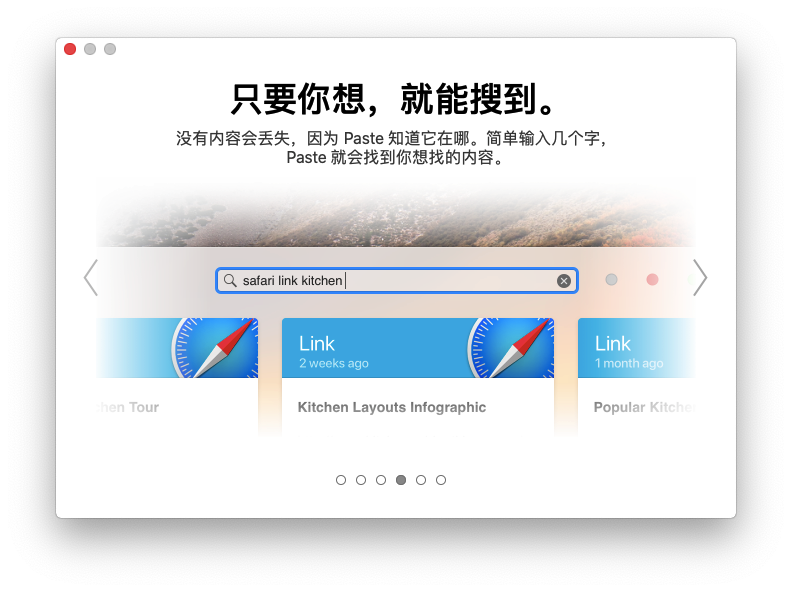 只要你想，就能搜到。
没有内容会丢失，因为 Paste 知道它在哪。简单输入几个字，
Paste 就会找到你想找的内容。
safari link kitchen
Link
2 weeks ago
Link
1 month ago
hen Tour
Kitchen Layouts Infographic
Popular Kitche